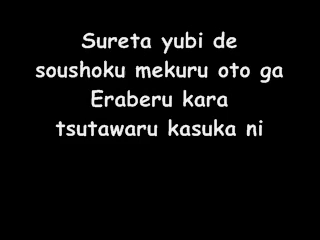 Sureta yubi de
soushoku mekuru oto ga
Eraberu kara
tsutawaru kasuka ni